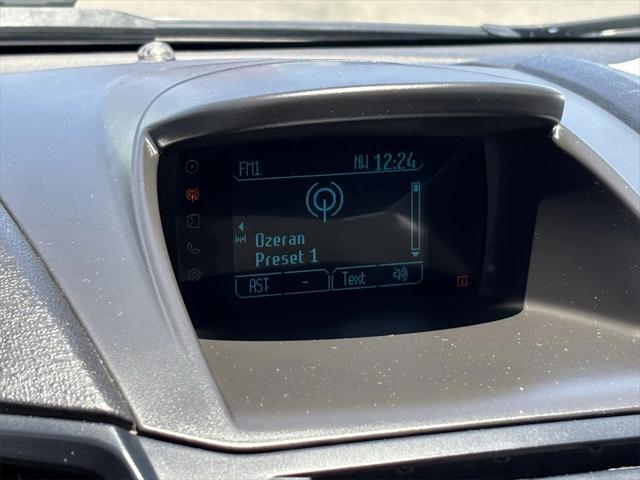 FM1 NW 12:24
Ozeran
Preset 1
AST - Text